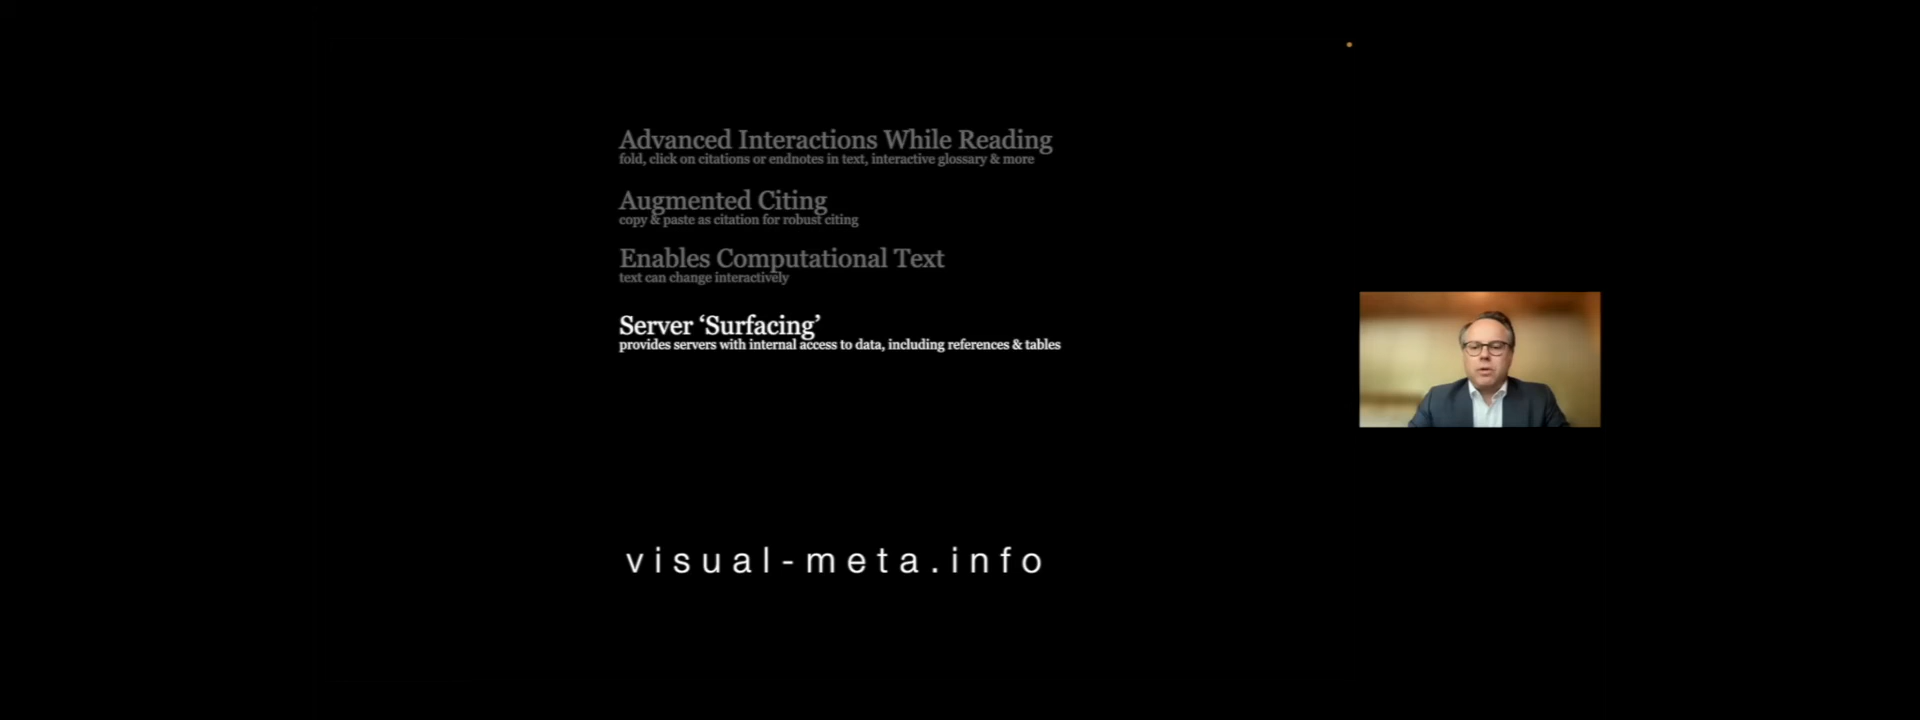 Advanced Interactions While Reading
fold, click on citations or endnotes in text, interactive glossary & more
Augmented Citing
copy & paste as citation for robust citing
Enables Computational Text
text can change interactively
Server ‘Surfacing’
provides servers with internal access to data, including references & tables
visual-meta.info